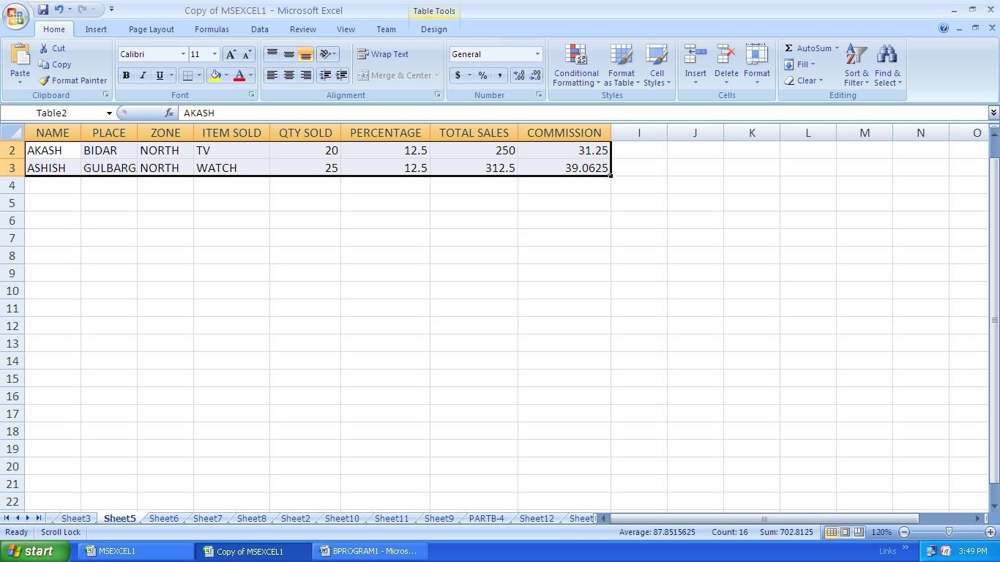 Copy of MSEXCEL1 - Microsoft Excel Table Tools
Home Insert Page Layout Formulas Data Review View Team Design
Paste Cut Copy Format Painter Clipboard
Calibri 11 A A B I U A Font
Wrap Text Merge & Center Alignment
General $ % , .0 .00 .00 .0 Number
Conditional Formatting Format as Table Cell Styles Styles
Insert Delete Format Cells
Σ AutoSum Fill Clear Sort & Filter Find & Select Editing
Table2 fx AKASH
NAME PLACE ZONE ITEM SOLD QTY SOLD PERCENTAGE TOTAL SALES COMMISSION I J K L M N O
2 AKASH BIDAR NORTH TV 20 12.5 250 31.25
3 ASHISH GULBARG NORTH WATCH 25 12.5 312.5 39.0625
4
5
6
7
8
9
10
11
12
13
14
15
16
17
18
19
20
21
22
Sheet3 Sheet5 Sheet6 Sheet7 Sheet8 Sheet2 Sheet10 Sheet11 Sheet9 PARTB-4 Sheet12 Sheet
Ready Scroll Lock Average: 87.8515625 Count: 16 Sum: 702.8125 120%
start MSEXCEL1 Copy of MSEXCEL1 BPROGRAM1 - Micros... Links » 3:49 PM